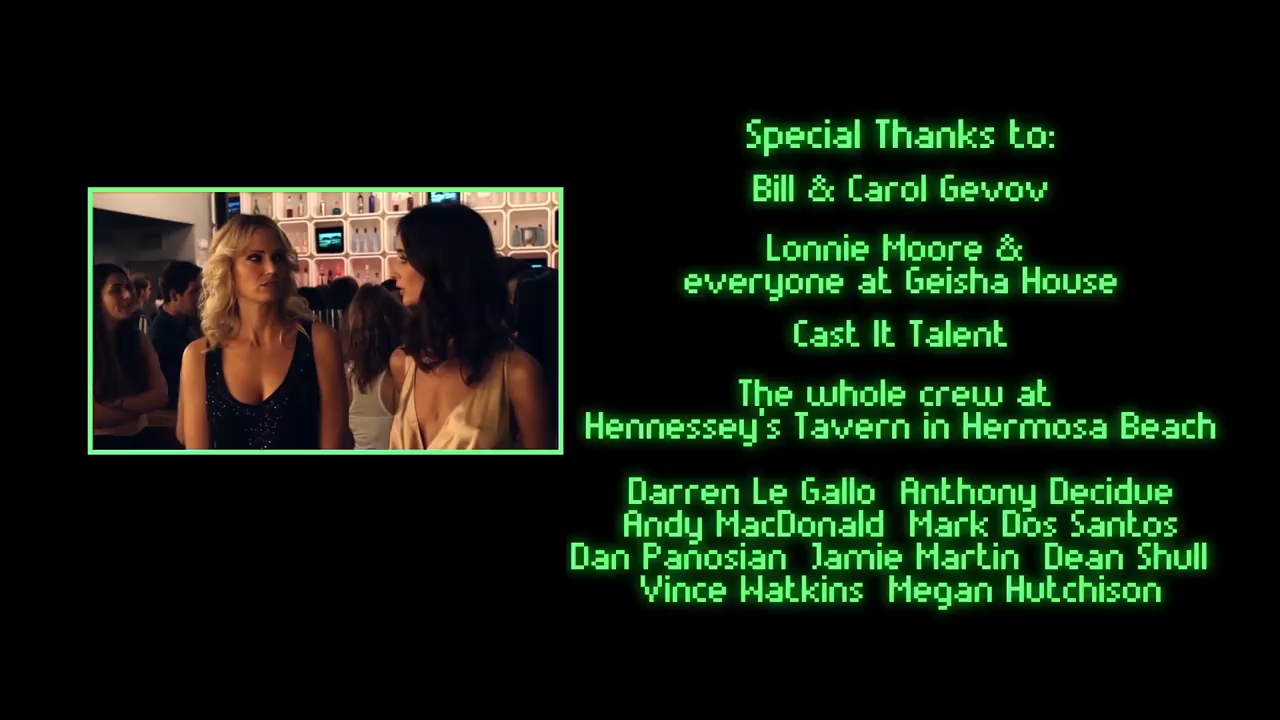 Special Thanks to:
Bill & Carol Gevov
Lonnie Moore &
everyone at Geisha House
Cast It Talent
The whole crew at
Hennessey's Tavern in Hermosa Beach
Darren Le Gallo Anthony Decidue
Andy MacDonald Mark Dos Santos
Dan Panosian Jamie Martin Dean Shull
Vince Watkins Megan Hutchison